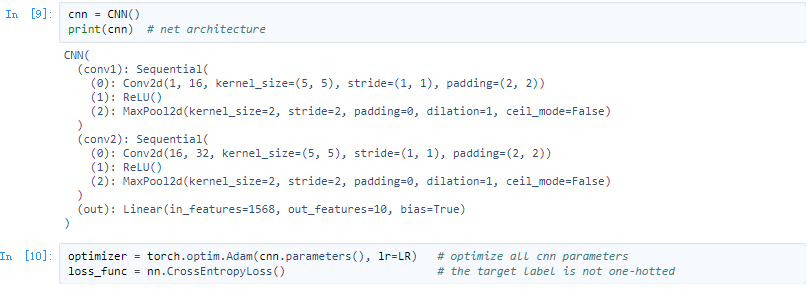 In [9]: cnn = CNN()
print(cnn)  # net architecture
CNN(
  (conv1): Sequential(
    (0): Conv2d(1, 16, kernel_size=(5, 5), stride=(1, 1), padding=(2, 2))
    (1): ReLU()
    (2): MaxPool2d(kernel_size=2, stride=2, padding=0, dilation=1, ceil_mode=False)
  )
  (conv2): Sequential(
    (0): Conv2d(16, 32, kernel_size=(5, 5), stride=(1, 1), padding=(2, 2))
    (1): ReLU()
    (2): MaxPool2d(kernel_size=2, stride=2, padding=0, dilation=1, ceil_mode=False)
  )
  (out): Linear(in_features=1568, out_features=10, bias=True)
)
In [10]: optimizer = torch.optim.Adam(cnn.parameters(), lr=LR)   # optimize all cnn parameters
loss_func = nn.CrossEntropyLoss()                       # the target label is not one-hotted